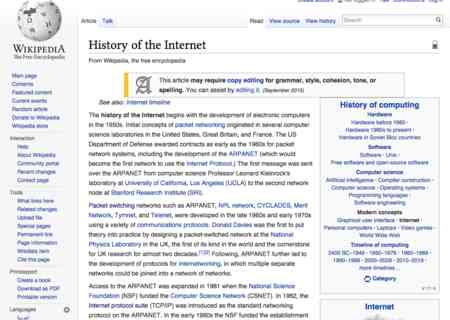 WIKIPEDIA
The Free Encyclopedia
Main page
Contents
Featured content
Current events
Random article
Donate to Wikipedia
Wikipedia store
Interaction
Help
About Wikipedia
Community portal
Recent changes
Contact page
Tools
What links here
Related changes
Upload file
Special pages
Permanent link
Page information
Wikidata item
Cite this page
Print/export
Create a book
Download as PDF
Printable version
Languages
Article Talk
Read View source View history
Search
History of the Internet
From Wikipedia, the free encyclopedia
This article may require copy editing for grammar, style, cohesion, tone, or
spelling. You can assist by editing it. (September 2015)
See also: Internet timeline
The history of the Internet begins with the development of electronic computers
in the 1950s. Initial concepts of packet networking originated in several computer
science laboratories in the United States, Great Britain, and France. The US
Department of Defense awarded contracts as early as the 1960s for packet
network systems, including the development of the ARPANET (which would
become the first network to use the Internet Protocol.) The first message was sent
over the ARPANET from computer science Professor Leonard Kleinrock's
laboratory at University of California, Los Angeles (UCLA) to the second network
node at Stanford Research Institute (SRI).
Packet switching networks such as ARPANET, NPL network, CYCLADES, Merit
Network, Tymnet, and Telenet, were developed in the late 1960s and early 1970s
using a variety of communications protocols. Donald Davies was the first to put
theory into practice by designing a packet-switched network at the National
Physics Laboratory in the UK, the first of its kind in the world and the cornerstone
for UK research for almost two decades. Following, ARPANET further led to
the development of protocols for internetworking, in which multiple separate
networks could be joined into a network of networks.
Access to the ARPANET was expanded in 1981 when the National Science
Foundation (NSF) funded the Computer Science Network (CSNET). In 1982, the
Internet protocol suite (TCP/IP) was introduced as the standard networking
protocol on the ARPANET. In the early 1980s the NSF funded the establishment
History of computing
Hardware
Hardware before 1960 ·
Hardware 1960s to present ·
Hardware in Soviet Bloc countries
Software
Software · Unix ·
Free software and open-source software
Computer science
Artificial intelligence · Compiler construction ·
Computer science · Operating systems ·
Programming languages ·
Software engineering
Modern concepts
Graphical user interface · Internet ·
Personal computers · Laptops · Video games ·
World Wide Web
Timeline of computing
more timelines...
Category
V·T·E
Internet